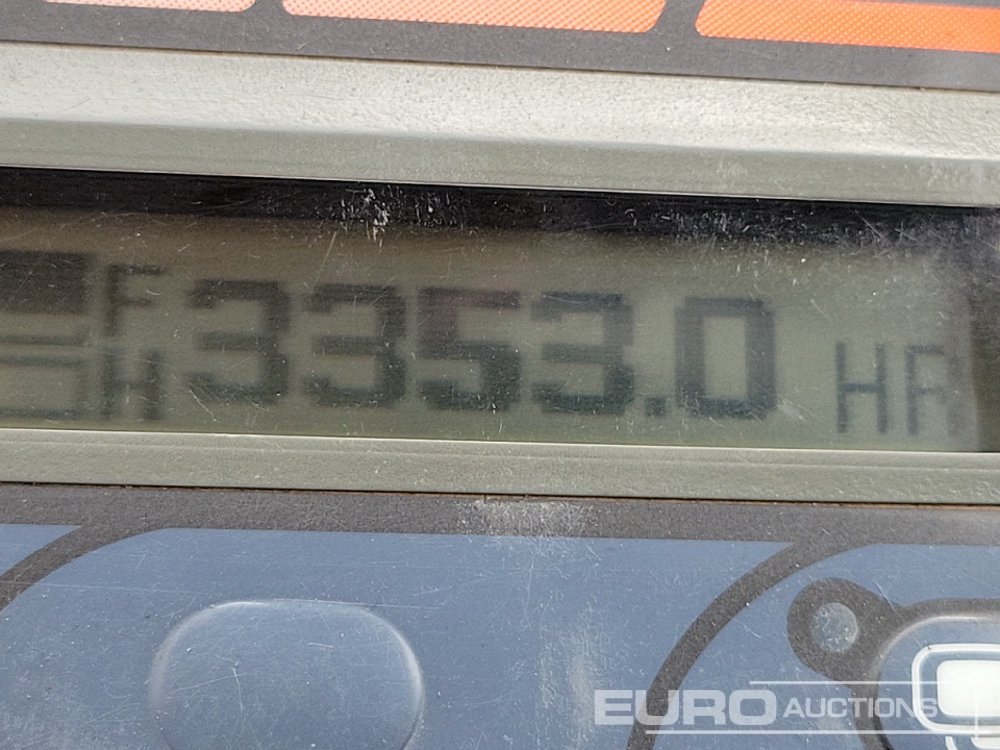 F
H
3353.0 HR
EURO AUCTIONS